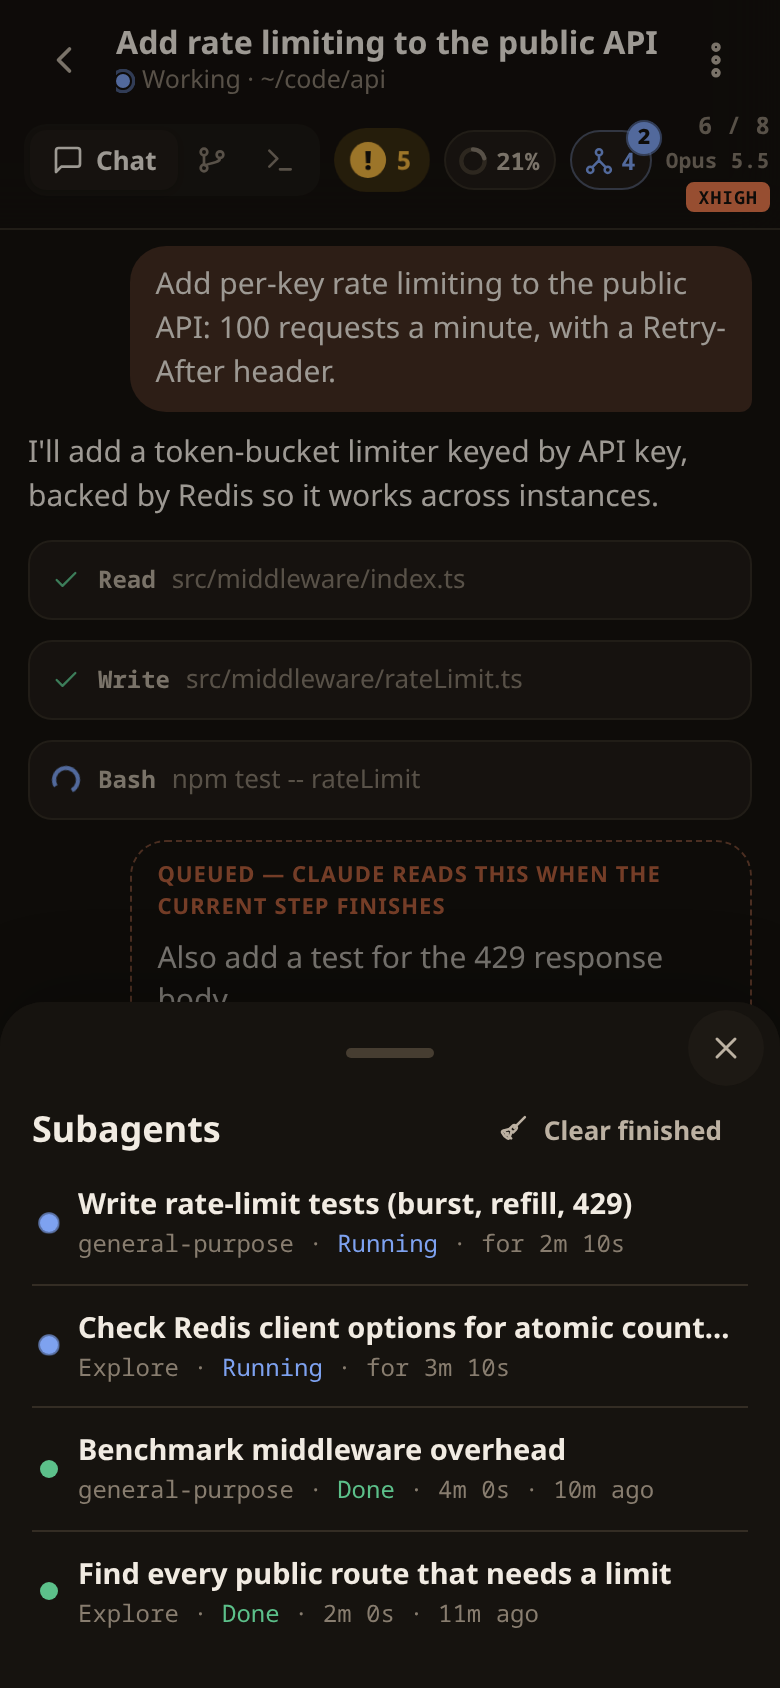 Add rate limiting to the public API
Working · ~/code/api
Chat
! 5
21%
4
2
6 / 8
Opus 5.5
XHIGH
Add per-key rate limiting to the public
API: 100 requests a minute, with a Retry-
After header.
I'll add a token-bucket limiter keyed by API key,
backed by Redis so it works across instances.
Read src/middleware/index.ts
Write src/middleware/rateLimit.ts
Bash npm test -- rateLimit
QUEUED — CLAUDE READS THIS WHEN THE
CURRENT STEP FINISHES
Also add a test for the 429 response
body
Subagents
Clear finished
Write rate-limit tests (burst, refill, 429)
general-purpose · Running · for 2m 10s
Check Redis client options for atomic count...
Explore · Running · for 3m 10s
Benchmark middleware overhead
general-purpose · Done · 4m 0s · 10m ago
Find every public route that needs a limit
Explore · Done · 2m 0s · 11m ago